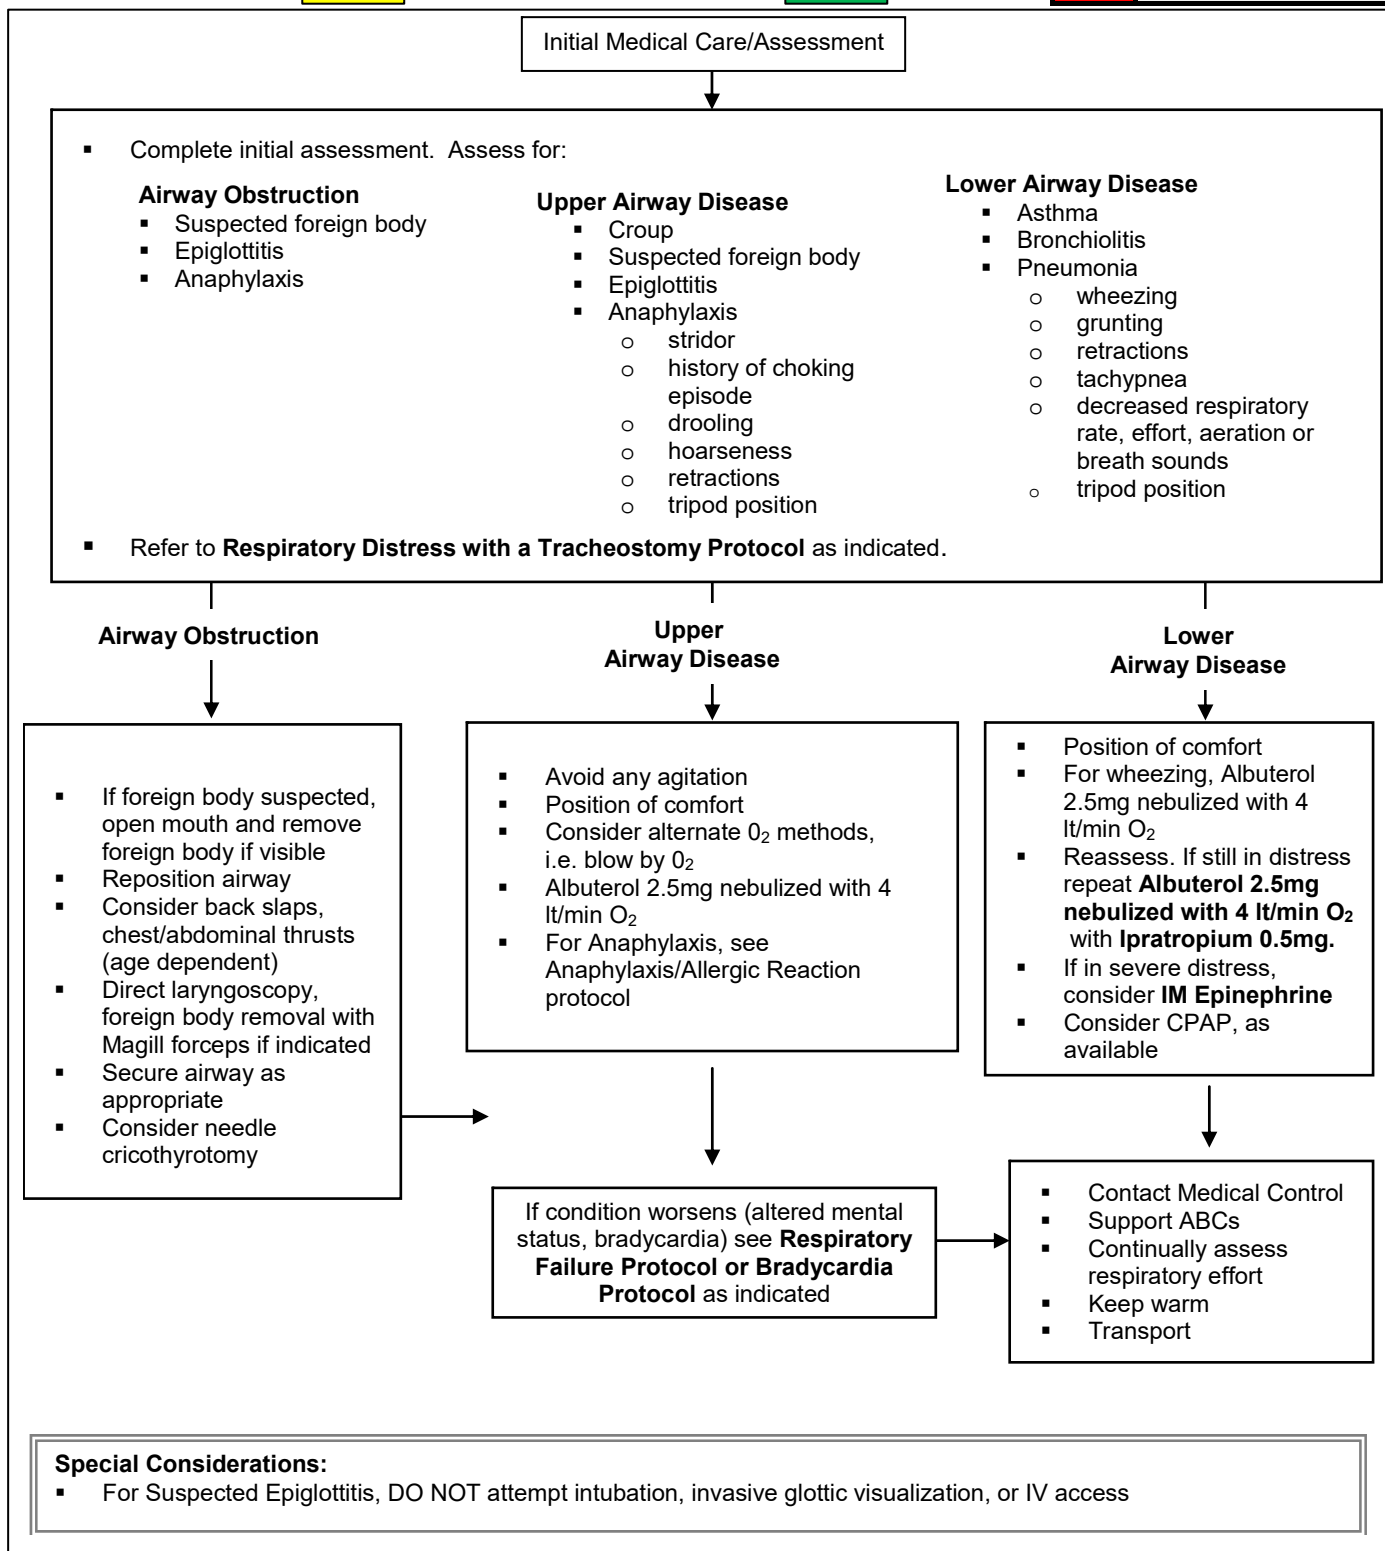 Initial Medical Care/Assessment
▪ Complete initial assessment.  Assess for:
Airway Obstruction
▪ Suspected foreign body
▪ Epiglottitis
▪ Anaphylaxis
Upper Airway Disease
▪ Croup
▪ Suspected foreign body
▪ Epiglottitis
▪ Anaphylaxis
o stridor
o history of choking
episode
o drooling
o hoarseness
o retractions
o tripod position
Lower Airway Disease
▪ Asthma
▪ Bronchiolitis
▪ Pneumonia
o wheezing
o grunting
o retractions
o tachypnea
o decreased respiratory
rate, effort, aeration or
breath sounds
o tripod position
▪ Refer to Respiratory Distress with a Tracheostomy Protocol as indicated.
Airway Obstruction
Upper
Airway Disease
Lower
Airway Disease
▪ If foreign body suspected,
open mouth and remove
foreign body if visible
▪ Reposition airway
▪ Consider back slaps,
chest/abdominal thrusts
(age dependent)
▪ Direct laryngoscopy,
foreign body removal with
Magill forceps if indicated
▪ Secure airway as
appropriate
▪ Consider needle
cricothyrotomy
▪ Avoid any agitation
▪ Position of comfort
▪ Consider alternate 0₂ methods,
i.e. blow by 0₂
▪ Albuterol 2.5mg nebulized with 4
lt/min O₂
▪ For Anaphylaxis, see
Anaphylaxis/Allergic Reaction
protocol
▪ Position of comfort
▪ For wheezing, Albuterol
2.5mg nebulized with 4
lt/min O₂
▪ Reassess. If still in distress
repeat Albuterol 2.5mg
nebulized with 4 lt/min O₂
with Ipratropium 0.5mg.
▪ If in severe distress,
consider IM Epinephrine
▪ Consider CPAP, as
available
If condition worsens (altered mental
status, bradycardia) see Respiratory
Failure Protocol or Bradycardia
Protocol as indicated
▪ Contact Medical Control
▪ Support ABCs
▪ Continually assess
respiratory effort
▪ Keep warm
▪ Transport
Special Considerations:
▪ For Suspected Epiglottitis, DO NOT attempt intubation, invasive glottic visualization, or IV access